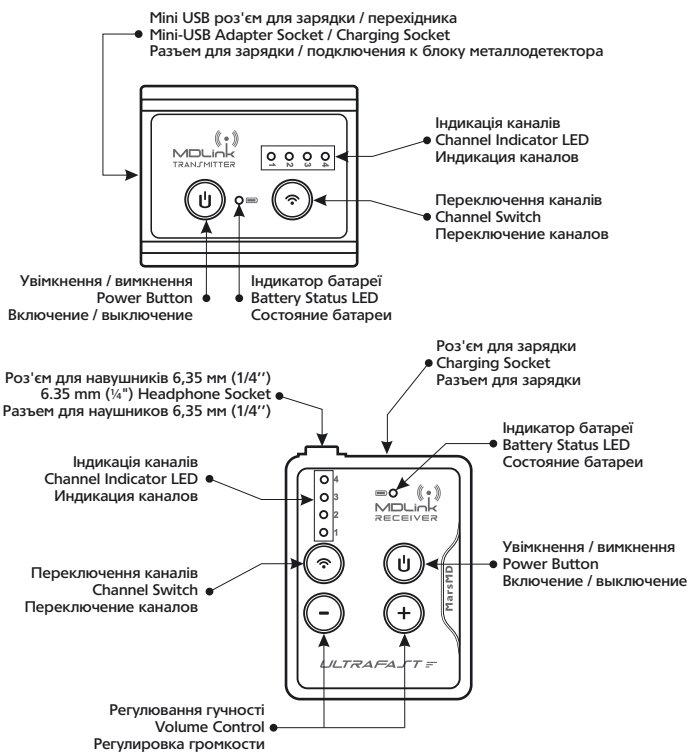 Mini USB роз'єм для зарядки / перехідника
Mini-USB Adapter Socket / Charging Socket
Разъем для зарядки / подключения к блоку металлодетектора
MDLink
TRANSMITTER
1 2 3 4
Індикація каналів
Channel Indicator LED
Индикация каналов
Переключення каналів
Channel Switch
Переключение каналов
Увімкнення / вимкнення
Power Button
Включение / выключение
Індикатор батареї
Battery Status LED
Состояние батареи
Роз'єм для зарядки
Charging Socket
Разъем для зарядки
Роз'єм для навушників 6,35 мм (1/4'')
6.35 mm (¼") Headphone Socket
Разъем для наушников 6,35 мм (1/4'')
Індикатор батареї
Battery Status LED
Состояние батареи
Індикація каналів
Channel Indicator LED
Индикация каналов
4
3
2
1
MDLink
RECEIVER
Увімкнення / вимкнення
Power Button
Включение / выключение
Переключення каналів
Channel Switch
Переключение каналов
MarsMD
ULTRAFAST
Регулювання гучності
Volume Control
Регулировка громкости